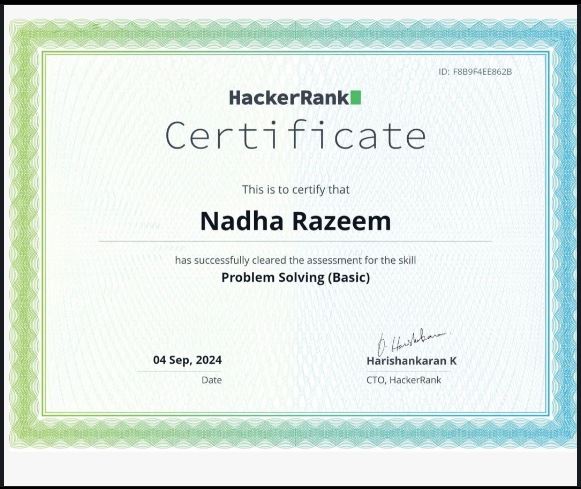 ID: F8B9F4EE862B
HackerRank
Certificate
This is to certify that
Nadha Razeem
has successfully cleared the assessment for the skill
Problem Solving (Basic)
04 Sep, 2024
Date
Harishankaran K
CTO, HackerRank